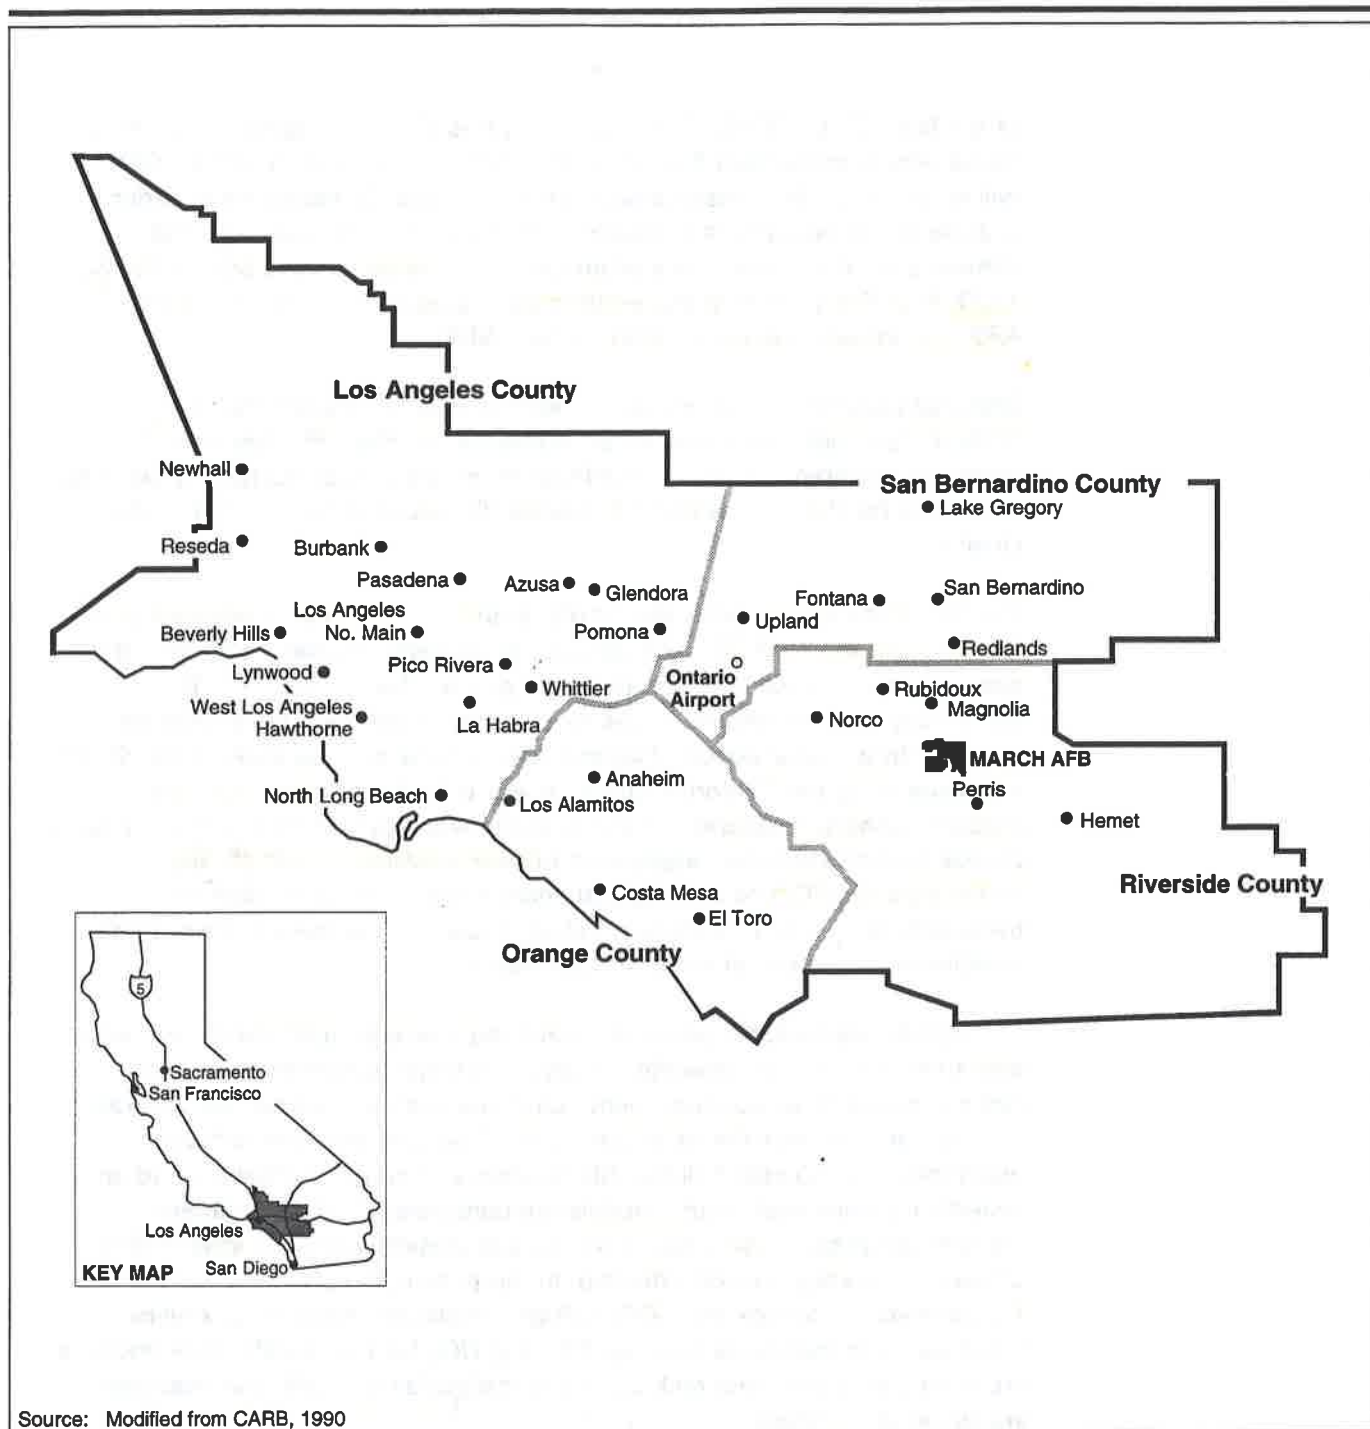 Los Angeles County
Newhall
San Bernardino County
Lake Gregory
Reseda
Burbank
Pasadena
Azusa
Glendora
San Bernardino
Fontana
Los Angeles
No. Main
Beverly Hills
Pomona
Upland
Redlands
Pico Rivera
Lynwood
Whittier
Ontario
Airport
Rubidoux
Magnolia
Norco
West Los Angeles
Hawthorne
La Habra
MARCH AFB
Anaheim
Perris
North Long Beach
Los Alamitos
Hemet
Riverside County
Costa Mesa
El Toro
Orange County
5
Sacramento
San Francisco
Los Angeles
San Diego
KEY MAP
Source: Modified from CARB, 1990